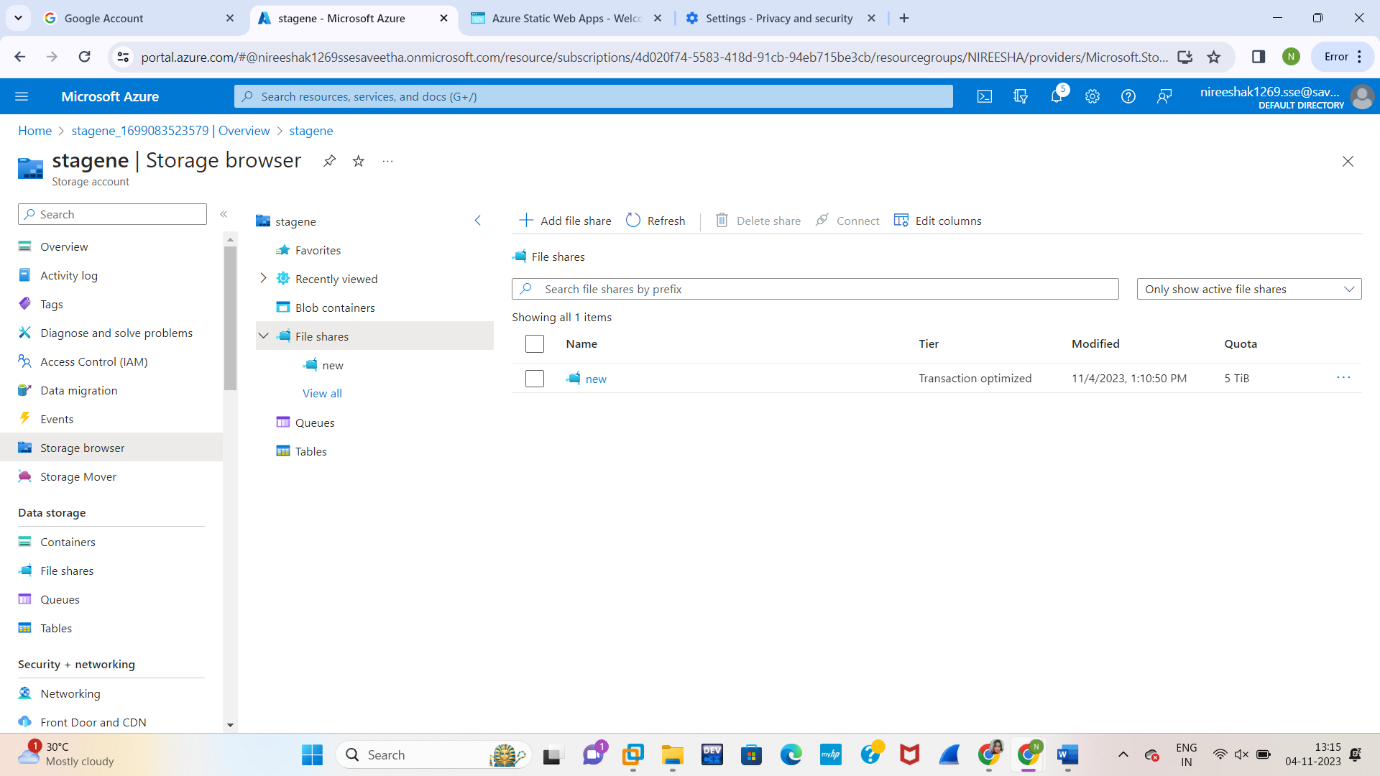 Google Account
stagene - Microsoft Azure
Azure Static Web Apps - Welco
Settings - Privacy and security
portal.azure.com/#@nireeshak1269ssesaveetha.onmicrosoft.com/resource/subscriptions/4d020f74-5583-418d-91cb-94eb715be3cb/resourcegroups/NIREESHA/providers/Microsoft.Sto...
N
Error
Microsoft Azure
Search resources, services, and docs (G+/)
5
nireeshak1269.sse@sav...
DEFAULT DIRECTORY
Home > stagene_1699083523579 | Overview > stagene
stagene | Storage browser
Storage account
Search
Overview
Activity log
Tags
Diagnose and solve problems
Access Control (IAM)
Data migration
Events
Storage browser
Storage Mover
Data storage
Containers
File shares
Queues
Tables
Security + networking
Networking
Front Door and CDN
stagene
Favorites
Recently viewed
Blob containers
File shares
new
View all
Queues
Tables
Add file share Refresh Delete share Connect Edit columns
File shares
Search file shares by prefix
Only show active file shares
Showing all 1 items
Name Tier Modified Quota
new Transaction optimized 11/4/2023, 1:10:50 PM 5 TiB
1
30°C
Mostly cloudy
Search
1
DEV
N
ENG
IN
13:15
04-11-2023